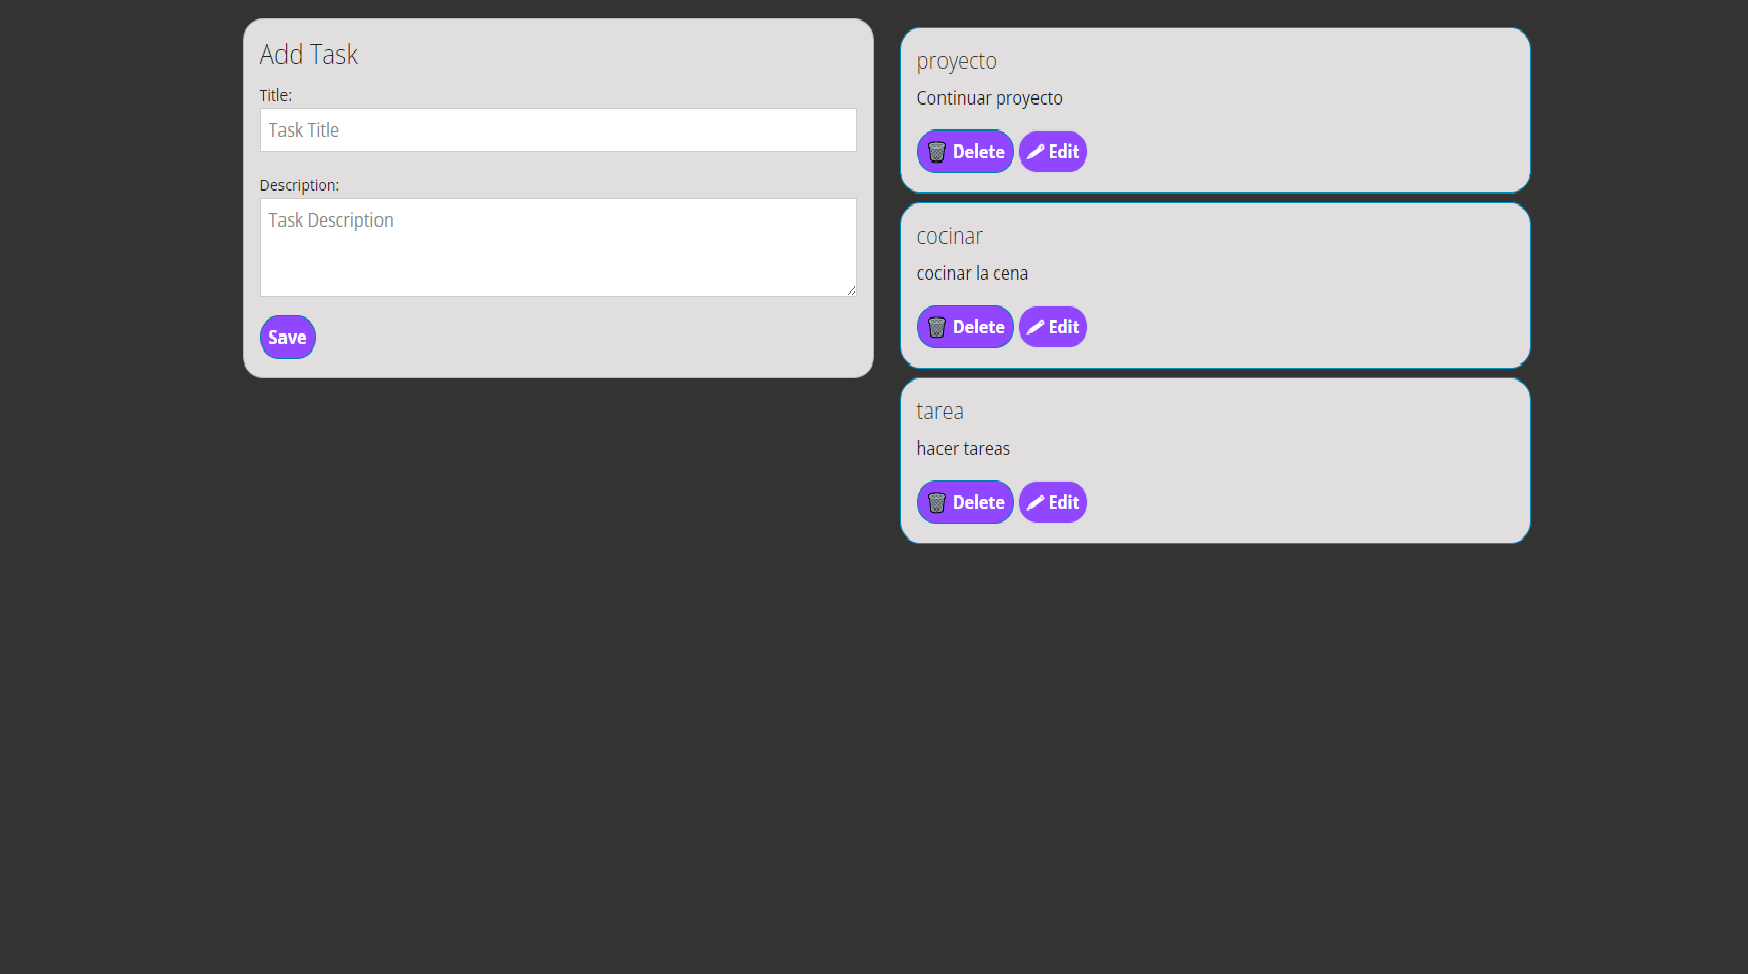 Add Task
Title:
Task Title
Description:
Task Description
Save
proyecto
Continuar proyecto
Delete Edit
cocinar
cocinar la cena
Delete Edit
tarea
hacer tareas
Delete Edit